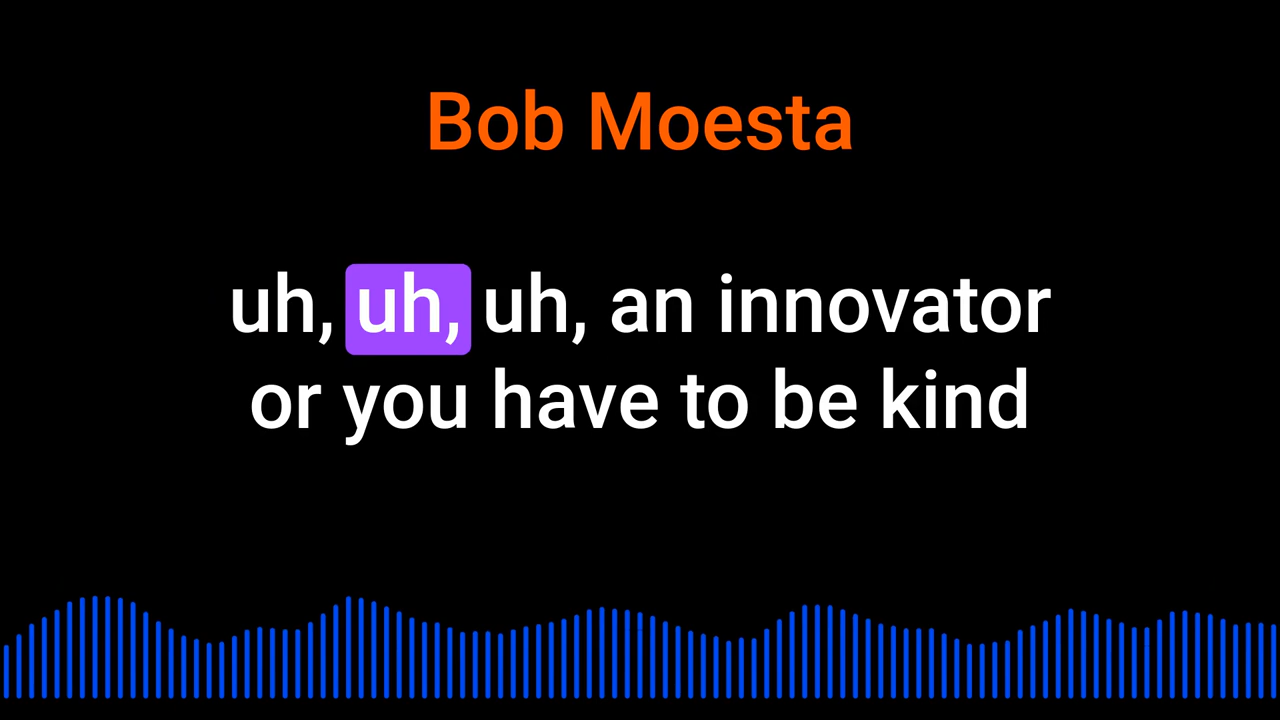 Bob Moesta
uh, uh, uh, an innovator
or you have to be kind